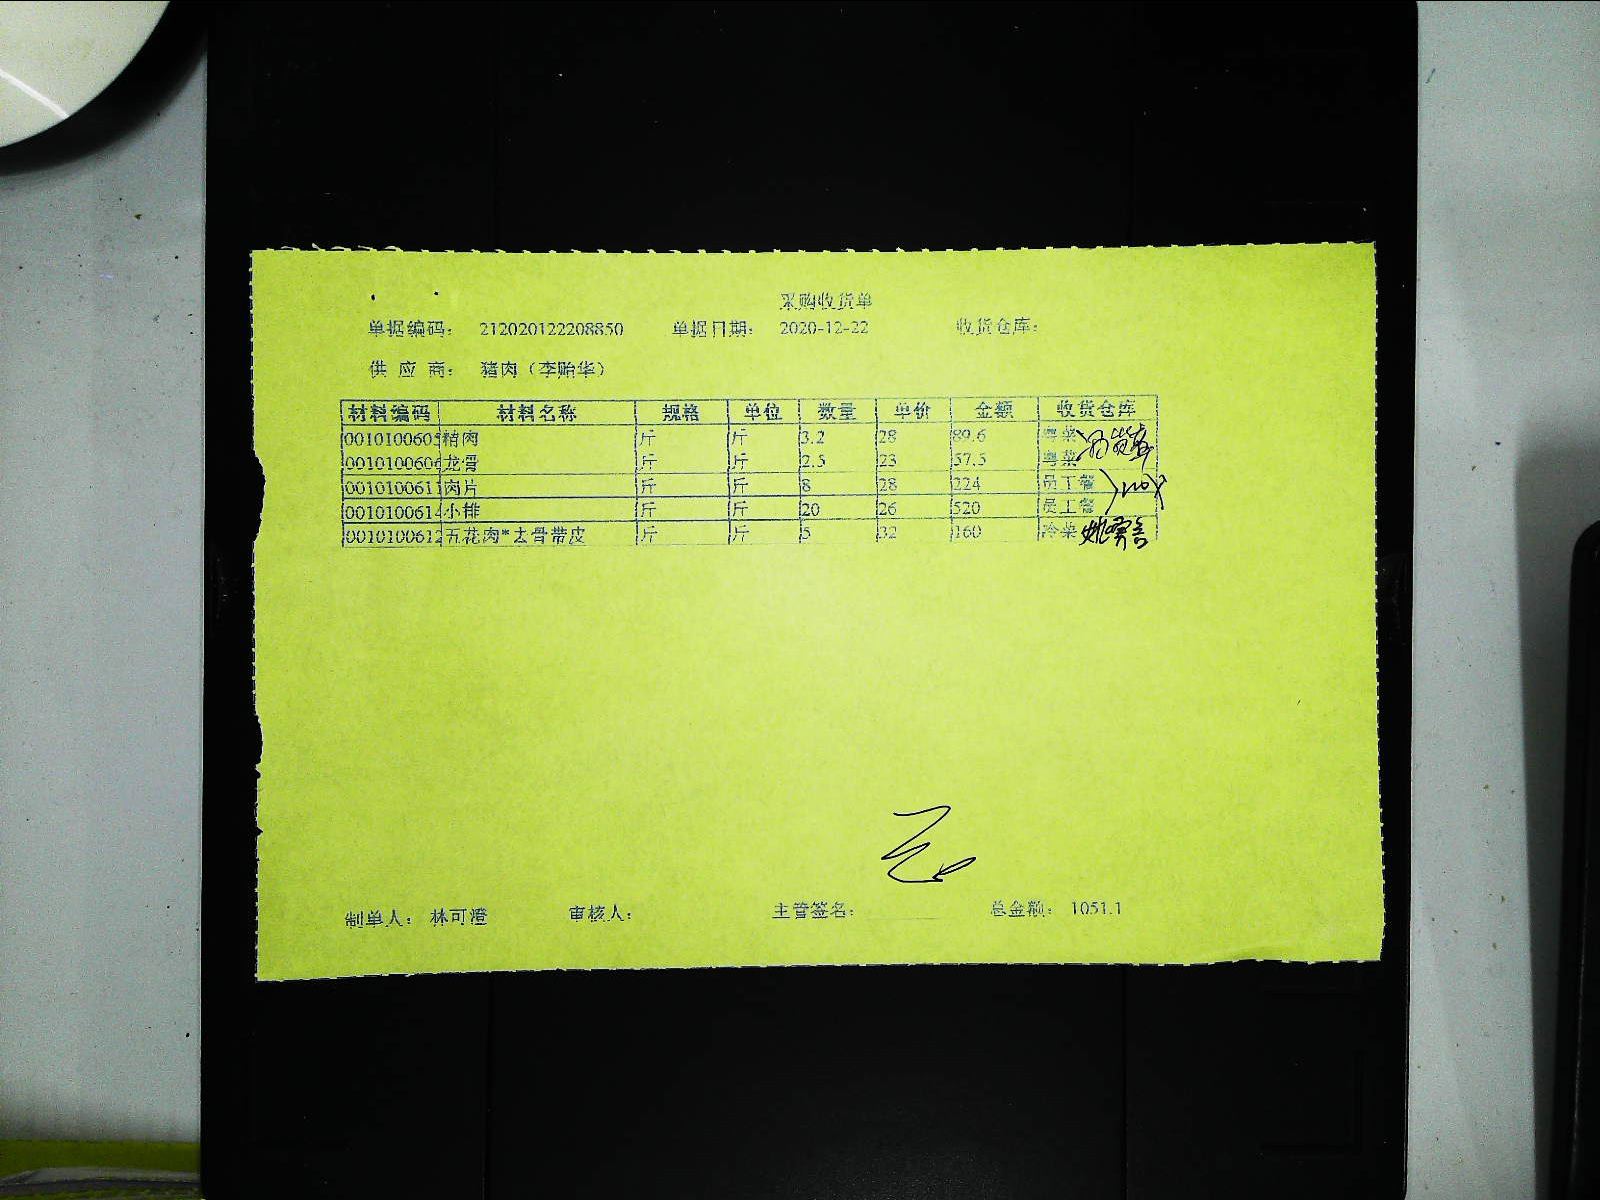 采购收货单
单据编码: 212020122208850 单据日期: 2020-12-22 收货仓库:
供 应 商: 猪肉（李贻华）
材料编码 材料名称 规格 单位 数量 单价 金额 收货仓库
0010100605 精肉 斤 斤 3.2 28 89.6 粤菜
0010100606 龙骨 斤 斤 2.5 23 57.5 粤菜
0010100611 肉片 斤 斤 8 28 224 员工餐
0010100614 小排 斤 斤 20 26 520 员工餐
0010100612 五花肉*去骨带皮 斤 斤 5 32 160 冷菜
制单人: 林可澄 审核人: 主管签名: 总金额: 1051.1